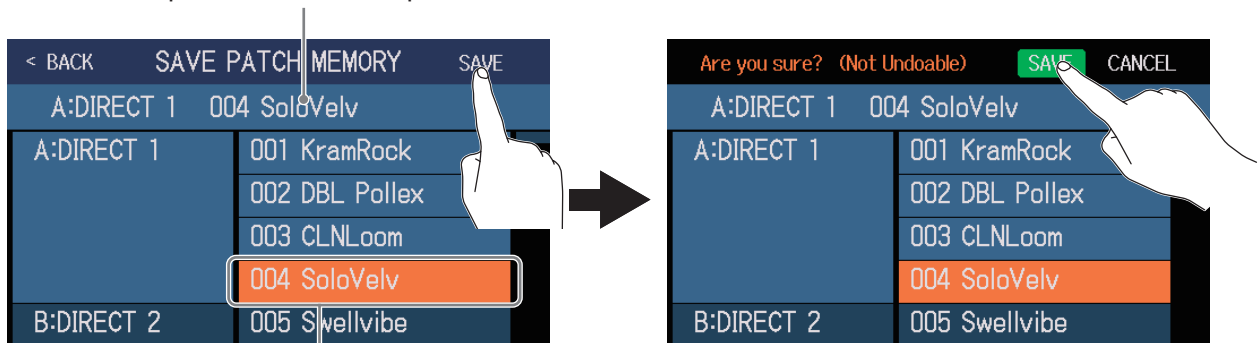 < BACK SAVE PATCH MEMORY SAVE
A:DIRECT 1 004 SoloVelv
A:DIRECT 1 001 KramRock
002 DBL Pollex
003 CLNLoom
004 SoloVelv
B:DIRECT 2 005 Swellvibe
Are you sure? (Not Undoable) SAVE CANCEL
A:DIRECT 1 004 SoloVelv
A:DIRECT 1 001 KramRock
002 DBL Pollex
003 CLNLoom
004 SoloVelv
B:DIRECT 2 005 Swellvibe